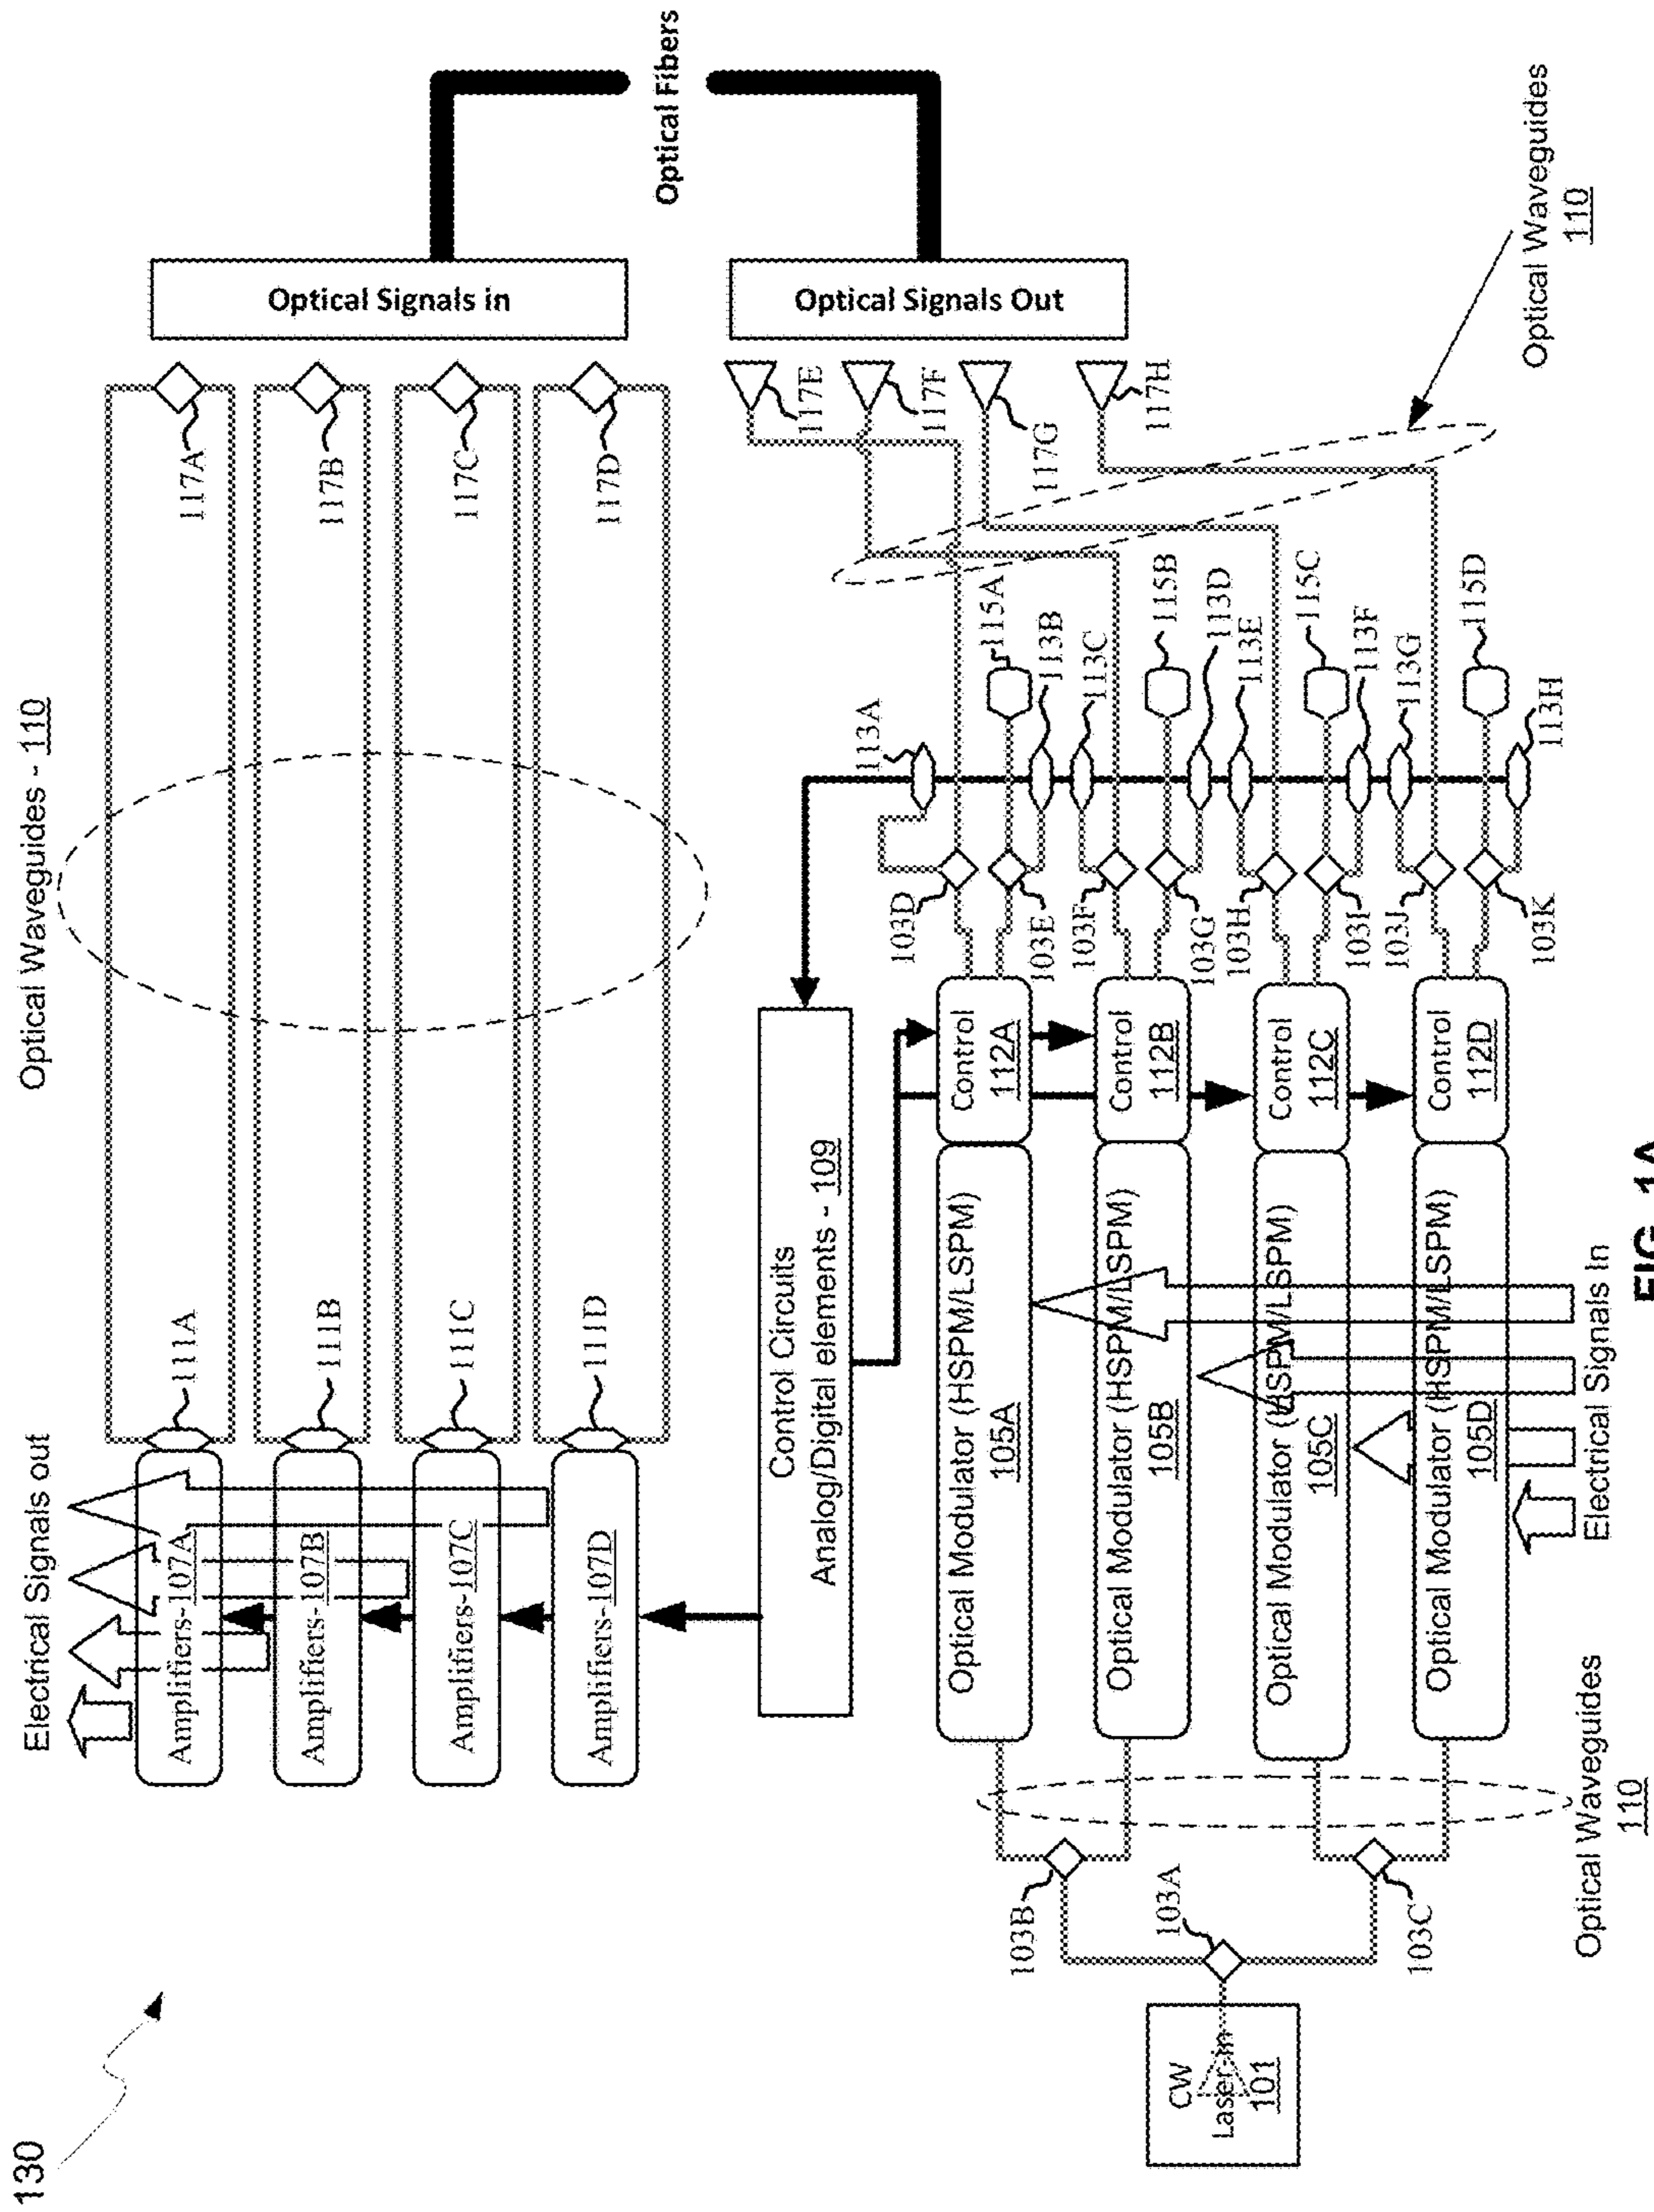 130
Electrical Signals out
Optical Waveguides - 110
Amplifiers-107A
Amplifiers-107B
Amplifiers-107C
Amplifiers-107D
111A
111B
111C
111D
117A
117B
117C
117D
Optical Signals in
Optical Fibers
Optical Signals Out
Control Circuits
Analog/Digital elements - 109
117E
117F
117G
117H
CW
Laser-in
101
103A
103B
103C
Optical Modulator (HSPM/LSPM)
105A
Optical Modulator (HSPM/LSPM)
105B
Optical Modulator (HSPM/LSPM)
105C
Optical Modulator (HSPM/LSPM)
105D
Control
112A
Control
112B
Control
112C
Control
112D
103D
103E
103F
103G
103H
103I
103J
103K
113A
115A
113B
113C
115B
113D
113E
115C
113F
113G
115D
113H
Optical Waveguides
110
Electrical Signals In
Optical Waveguides
110
FIG. 1A